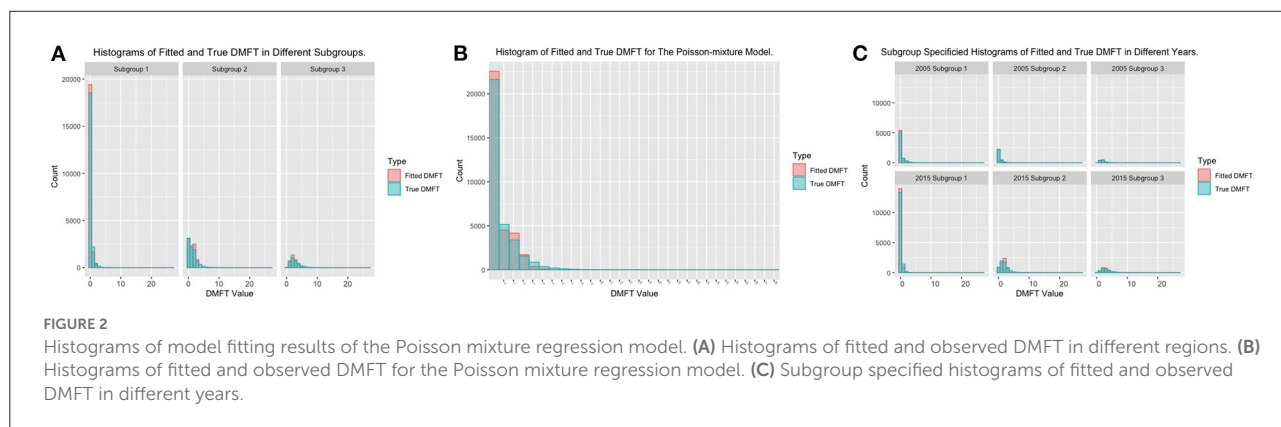 A
Histograms of Fitted and True DMFT in Different Subgroups.
Subgroup 1 Subgroup 2 Subgroup 3
20000
15000
10000
5000
0
Count
0 10 20 0 10 20 0 10 20
DMFT Value
Type
Fitted DMFT
True DMFT
B
Histogram of Fitted and True DMFT for The Poisson-mixture Model.
20000
15000
10000
5000
0
Count
DMFT Value
Type
Fitted DMFT
True DMFT
C
Subgroup Specificied Histograms of Fitted and True DMFT in Different Years.
2005 Subgroup 1 2005 Subgroup 2 2005 Subgroup 3
10000
5000
0
2015 Subgroup 1 2015 Subgroup 2 2015 Subgroup 3
10000
5000
0
Count
0 10 20 0 10 20 0 10 20
DMFT Value
Type
Fitted DMFT
True DMFT
FIGURE 2
Histograms of model fitting results of the Poisson mixture regression model. (A) Histograms of fitted and observed DMFT in different regions. (B)
Histograms of fitted and observed DMFT for the Poisson mixture regression model. (C) Subgroup specified histograms of fitted and observed
DMFT in different years.